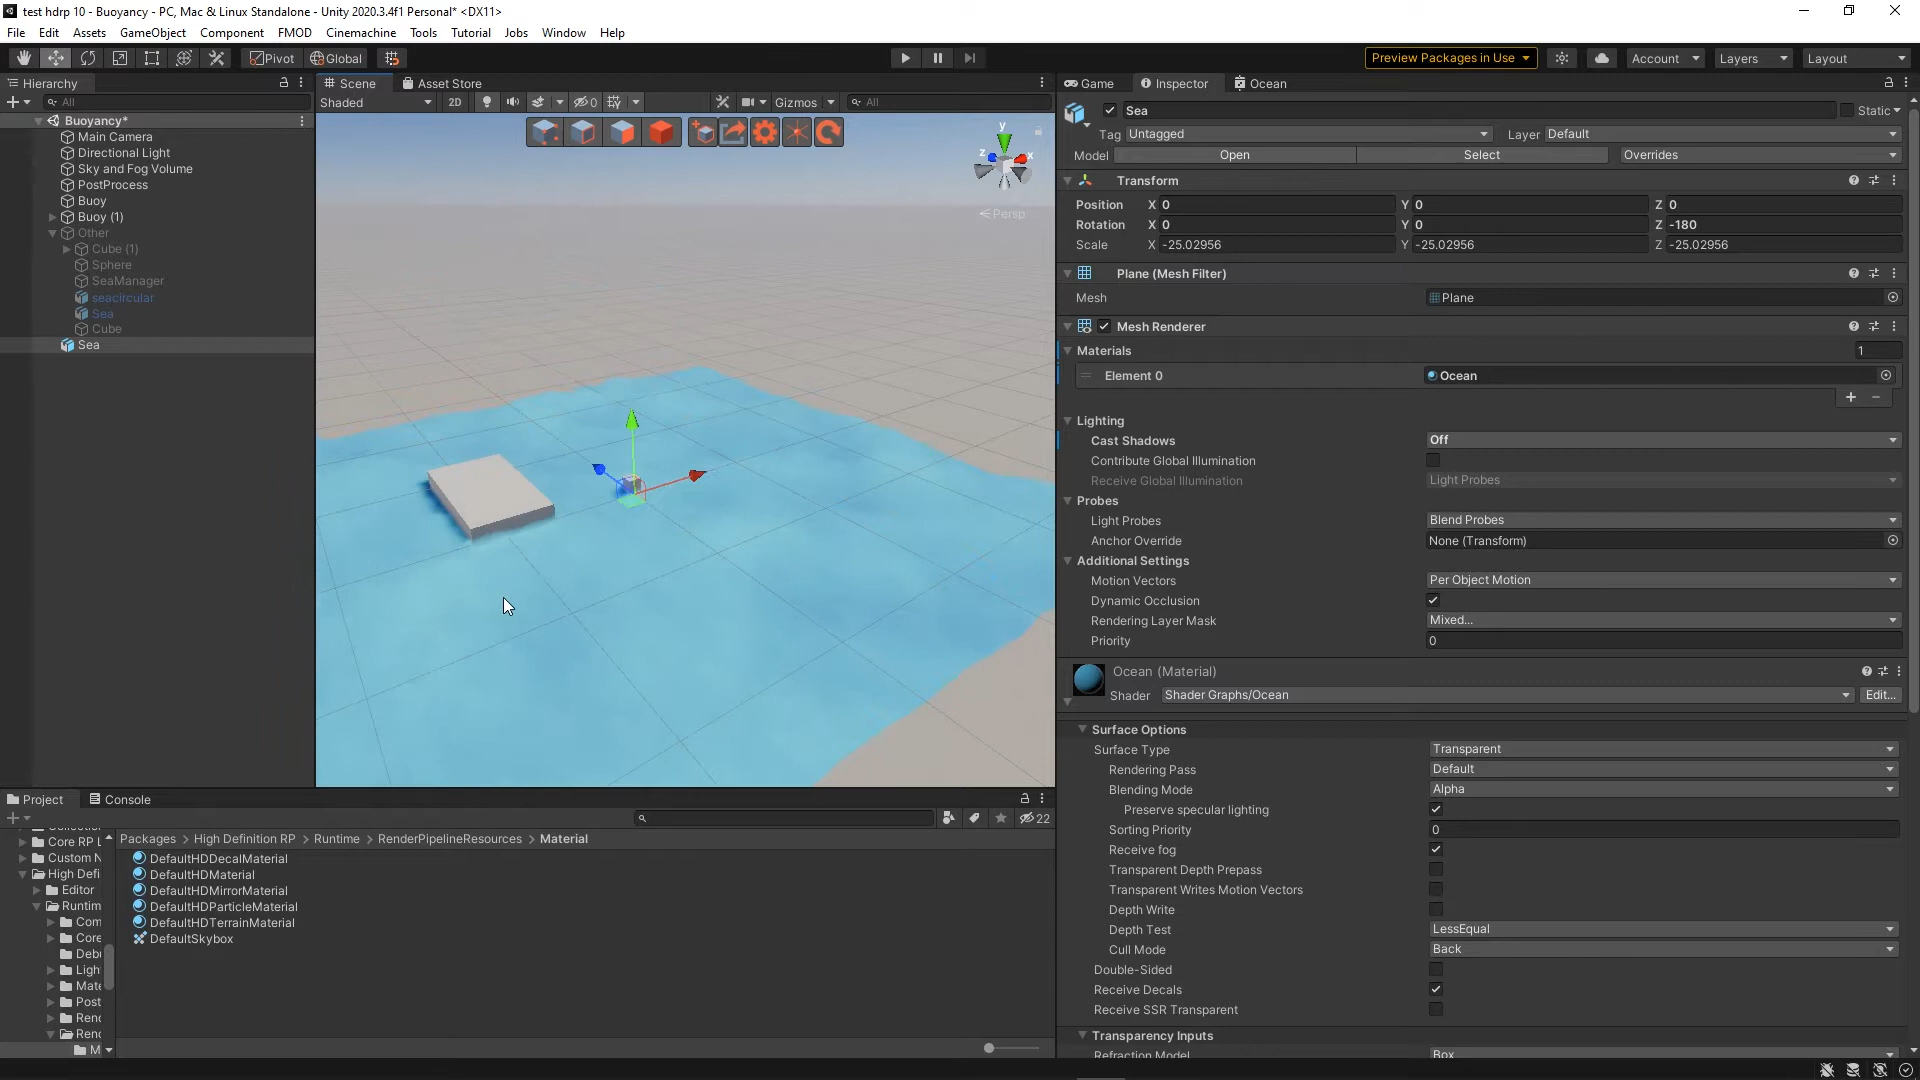 test hdrp 10 - Buoyancy - PC, Mac & Linux Standalone - Unity 2020.3.4f1 Personal* <DX11>
File Edit Assets GameObject Component FMOD Cinemachine Tools Tutorial Jobs Window Help
Pivot Global Preview Packages in Use Account Layers Layout
Hierarchy
All
Buoyancy*
Main Camera
Directional Light
Sky and Fog Volume
PostProcess
Buoy
Buoy (1)
Other
Cube (1)
Sphere
SeaManager
seacircular
Sea
Cube
Sea
Scene Asset Store
Shaded 2D 0 Gizmos All
y
z x
Persp
Game Inspector Ocean
Sea Static
Tag Untagged Layer Default
Model Open Select Overrides
Transform
Position X 0 Y 0 Z 0
Rotation X 0 Y 0 Z -180
Scale X -25.02956 Y -25.02956 Z -25.02956
Plane (Mesh Filter)
Mesh Plane
Mesh Renderer
Materials 1
Element 0 Ocean
Lighting
Cast Shadows Off
Contribute Global Illumination
Receive Global Illumination Light Probes
Probes
Light Probes Blend Probes
Anchor Override None (Transform)
Additional Settings
Motion Vectors Per Object Motion
Dynamic Occlusion
Rendering Layer Mask Mixed...
Priority 0
Ocean (Material)
Shader Shader Graphs/Ocean Edit...
Surface Options
Surface Type Transparent
Rendering Pass Default
Blending Mode Alpha
Preserve specular lighting
Sorting Priority 0
Receive fog
Transparent Depth Prepass
Transparent Writes Motion Vectors
Depth Write
Depth Test LessEqual
Cull Mode Back
Double-Sided
Receive Decals
Receive SSR Transparent
Transparency Inputs
Refraction Model Box
Project Console
22
Core RP L
Custom N
High Defi
Editor
Runtim
Com
Core
Deb
Ligh
Mate
Post
Rend
Rend
M
Packages > High Definition RP > Runtime > RenderPipelineResources > Material
DefaultHDDecalMaterial
DefaultHDMaterial
DefaultHDMirrorMaterial
DefaultHDParticleMaterial
DefaultHDTerrainMaterial
DefaultSkybox